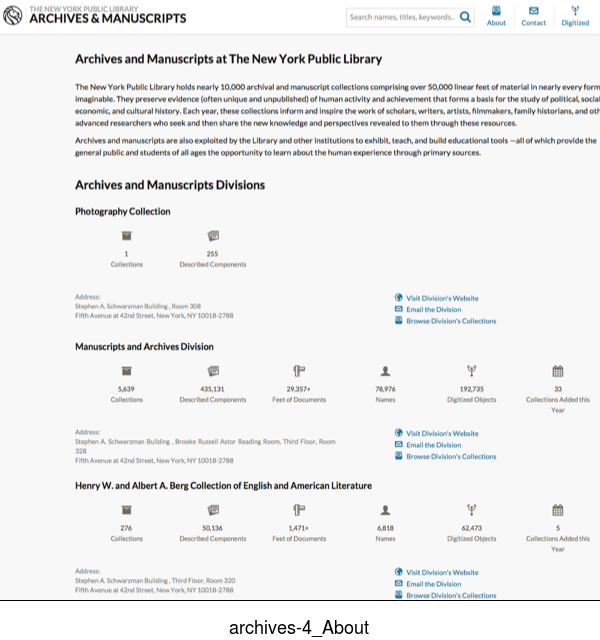 THE NEW YORK PUBLIC LIBRARY
ARCHIVES & MANUSCRIPTS
Search names, titles, keywords..
About
Contact
Digitized
Archives and Manuscripts at The New York Public Library
The New York Public Library holds nearly 10,000 archival and manuscript collections comprising over 50,000 linear feet of material in nearly every form
imaginable. They preserve evidence (often unique and unpublished) of human activity and achievement that forms a basis for the study of political, social
economic, and cultural history. Each year, these collections inform and inspire the work of scholars, writers, artists, filmmakers, family historians, and oth
advanced researchers who seek and then share the new knowledge and perspectives revealed to them through these resources.
Archives and manuscripts are also exploited by the Library and other institutions to exhibit, teach, and build educational tools —all of which provide the
general public and students of all ages the opportunity to learn about the human experience through primary sources.
Archives and Manuscripts Divisions
Photography Collection
1 255
Collections Described Components
Address:
Stephen A. Schwarzman Building , Room 308
Fifth Avenue at 42nd Street, New York, NY 10018-2788
Visit Division's Website
Email the Division
Browse Division's Collections
Manuscripts and Archives Division
5,639 435,131 29,357+ 78,976 192,735 33
Collections Described Components Feet of Documents Names Digitized Objects Collections Added this
Year
Address:
Stephen A. Schwarzman Building , Brooke Russell Astor Reading Room, Third Floor, Room
328
Fifth Avenue at 42nd Street, New York, NY 10018-2788
Visit Division's Website
Email the Division
Browse Division's Collections
Henry W. and Albert A. Berg Collection of English and American Literature
276 50,136 1,471+ 6,818 62,473 5
Collections Described Components Feet of Documents Names Digitized Objects Collections Added this
Year
Address:
Stephen A. Schwarzman Building , Third Floor, Room 320
Fifth Avenue at 42nd Street, New York, NY 10018-2788
Visit Division's Website
Email the Division
Browse Division's Collections
archives-4_About